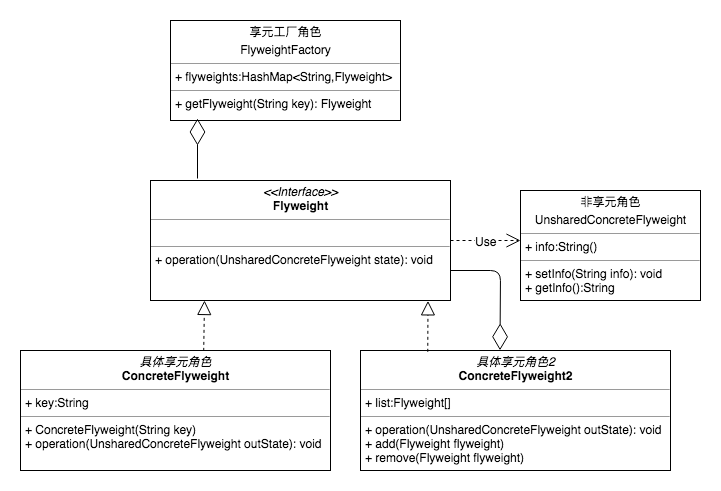 享元工厂角色
FlyweightFactory
+ flyweights:HashMap<String,Flyweight>
+ getFlyweight(String key): Flyweight
<<Interface>>
Flyweight
+ operation(UnsharedConcreteFlyweight state): void
Use
非享元角色
UnsharedConcreteFlyweight
+ info:String()
+ setInfo(String info): void
+ getInfo():String
具体享元角色
ConcreteFlyweight
+ key:String
+ ConcreteFlyweight(String key)
+ operation(UnsharedConcreteFlyweight outState): void
具体享元角色2
ConcreteFlyweight2
+ list:Flyweight[]
+ operation(UnsharedConcreteFlyweight outState): void
+ add(Flyweight flyweight)
+ remove(Flyweight flyweight)